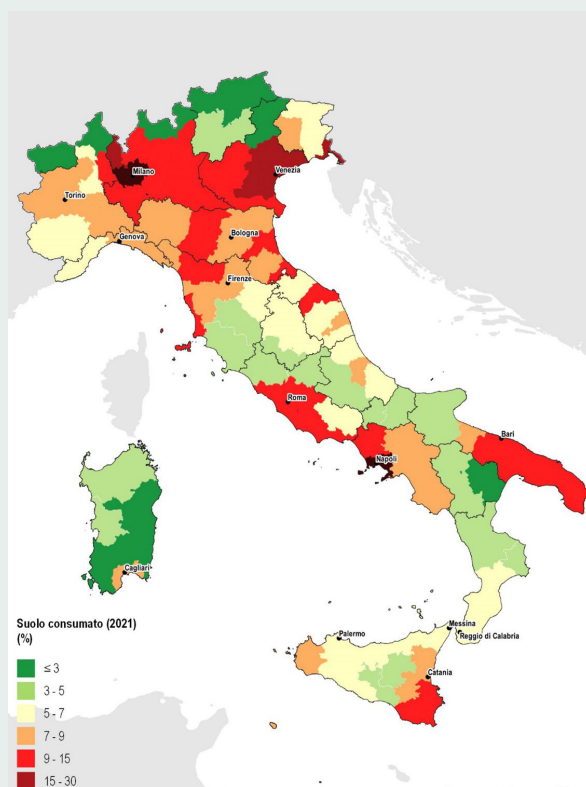 Milano
Venezia
Torino
Genova
Bologna
Firenze
Roma
Napoli
Bari
Cagliari
Messina
Palermo
Reggio di Calabria
Catania
Suolo consumato (2021)
(%)
≤ 3
3 - 5
5 - 7
7 - 9
9 - 15
15 - 30